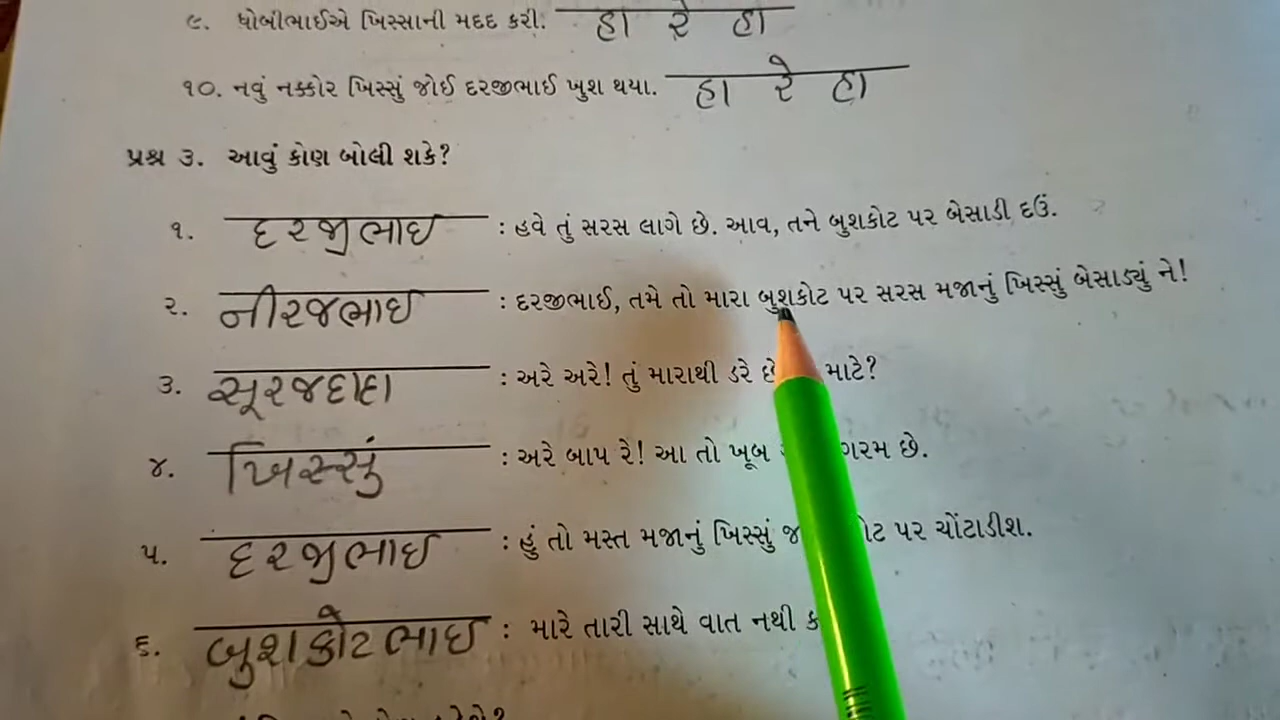 ૯. ધોબીભાઈએ ખિસ્સાની મદદ કરી. હા રે હા
૧૦. નવું નક્કોર ખિસ્સું જોઈ દરજીભાઈ ખુશ થયા. હા રે હા
પ્રશ્ન ૩. આવું કોણ બોલી શકે?
૧. દરજીભાઈ : હવે તું સરસ લાગે છે. આવ, તને બુશકોટ પર બેસાડી દઉં.
૨. નીરજભાઈ : દરજીભાઈ, તમે તો મારા બુશકોટ પર સરસ મજાનું ખિસ્સું બેસાડ્યું ને!
૩. સૂરજદાદા : અરે અરે! તું મારાથી ડરે છે માટે?
૪. ખિસ્સું : અરે બાપ રે! આ તો ખૂબ ગરમ છે.
૫. દરજીભાઈ : હું તો મસ્ત મજાનું ખિસ્સું જ પર ચોંટાડીશ.
૬. બુશકોટભાઈ : મારે તારી સાથે વાત નથી